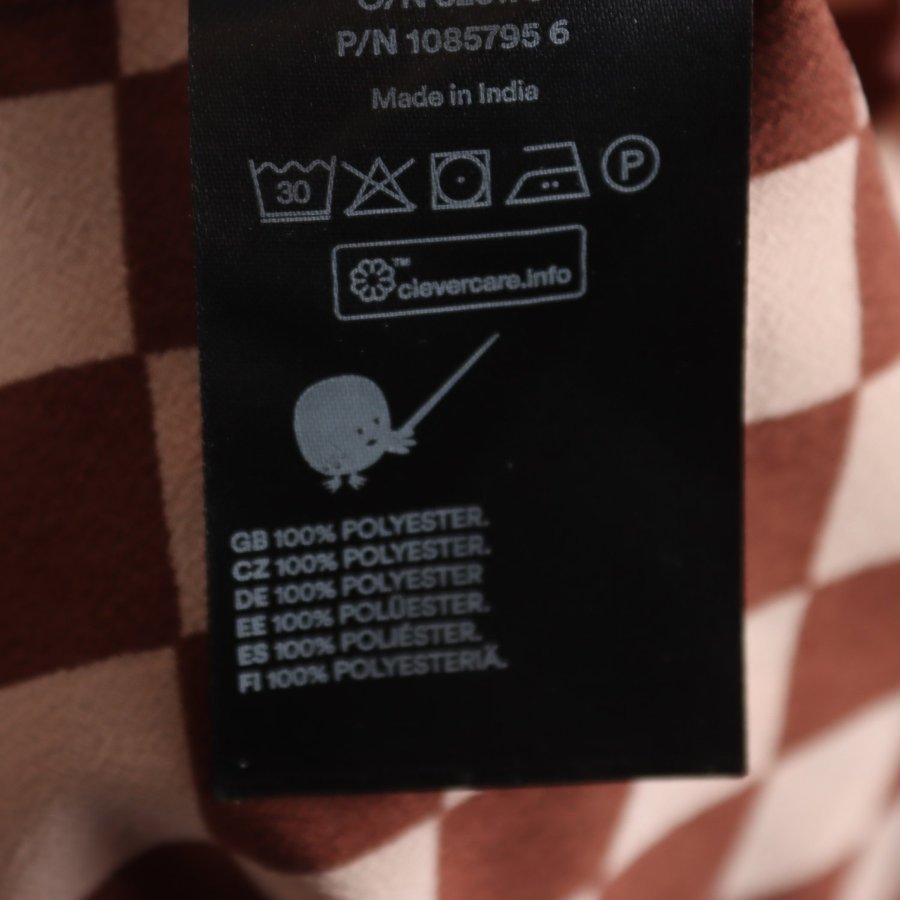 P/N 1085795 6
Made in India
30 P
™ clevercare.info
GB 100% POLYESTER.
CZ 100% POLYESTER.
DE 100% POLYESTER
EE 100% POLÜESTER.
ES 100% POLIÉSTER.
FI 100% POLYESTERIÄ.